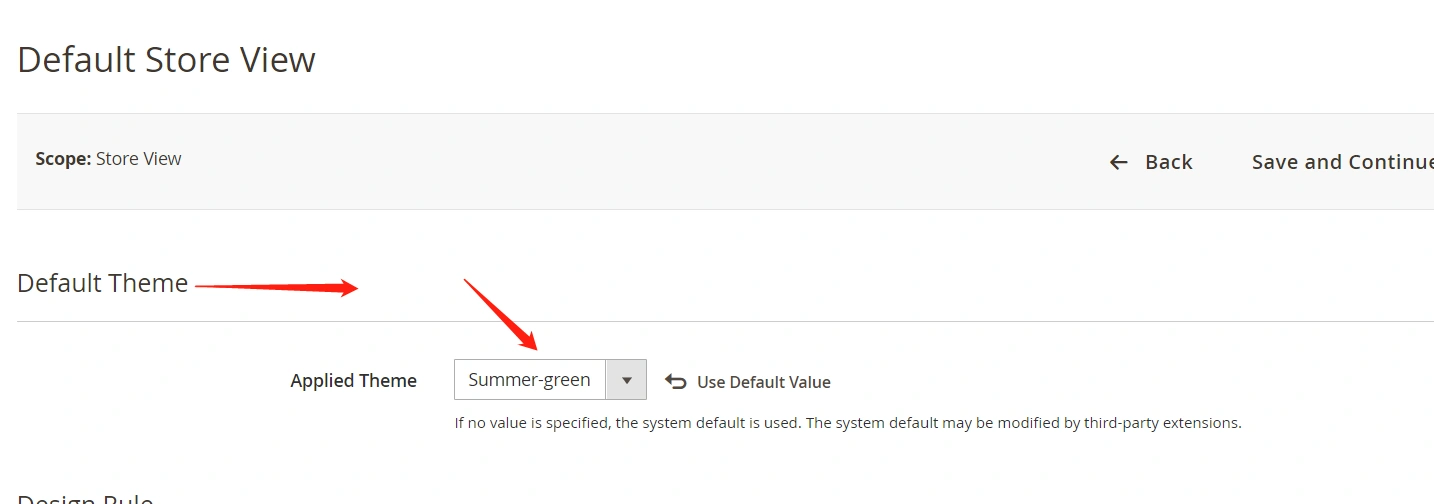 Default Store View
Scope: Store View
Back
Save and Continue
Default Theme
Applied Theme
Summer-green
Use Default Value
If no value is specified, the system default is used. The system default may be modified by third-party extensions.
Design Rule